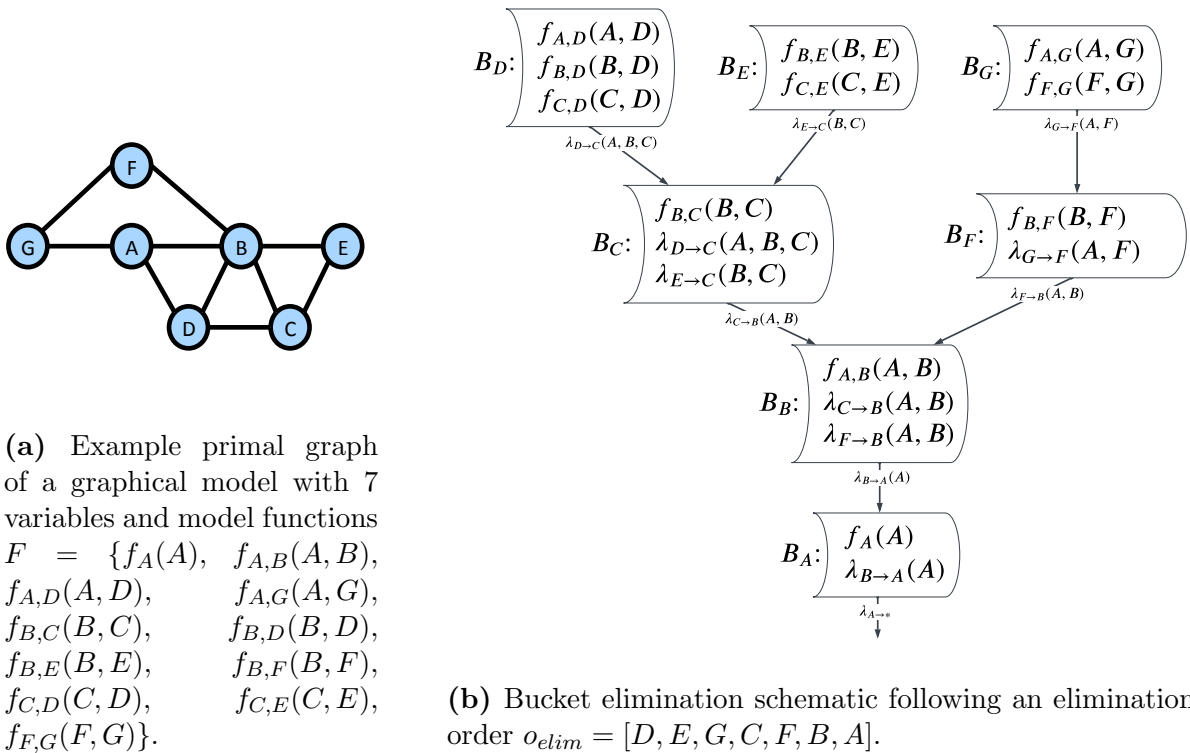 F
G
A
B
E
D
C
(a) Example primal graph
of a graphical model with 7
variables and model functions
F = {f_A(A), f_{A,B}(A, B),
f_{A,D}(A, D), f_{A,G}(A, G),
f_{B,C}(B, C), f_{B,D}(B, D),
f_{B,E}(B, E), f_{B,F}(B, F),
f_{C,D}(C, D), f_{C,E}(C, E),
f_{F,G}(F, G)}.
B_D:
f_{A,D}(A, D)
f_{B,D}(B, D)
f_{C,D}(C, D)
B_E:
f_{B,E}(B, E)
f_{C,E}(C, E)
B_G:
f_{A,G}(A, G)
f_{F,G}(F, G)
λ_{D→C}(A, B, C)
λ_{E→C}(B, C)
λ_{G→F}(A, F)
B_C:
f_{B,C}(B, C)
λ_{D→C}(A, B, C)
λ_{E→C}(B, C)
B_F:
f_{B,F}(B, F)
λ_{G→F}(A, F)
λ_{C→B}(A, B)
λ_{F→B}(A, B)
B_B:
f_{A,B}(A, B)
λ_{C→B}(A, B)
λ_{F→B}(A, B)
λ_{B→A}(A)
B_A:
f_A(A)
λ_{B→A}(A)
λ_{A→*}
(b) Bucket elimination schematic following an elimination
order o_{elim} = [D, E, G, C, F, B, A].